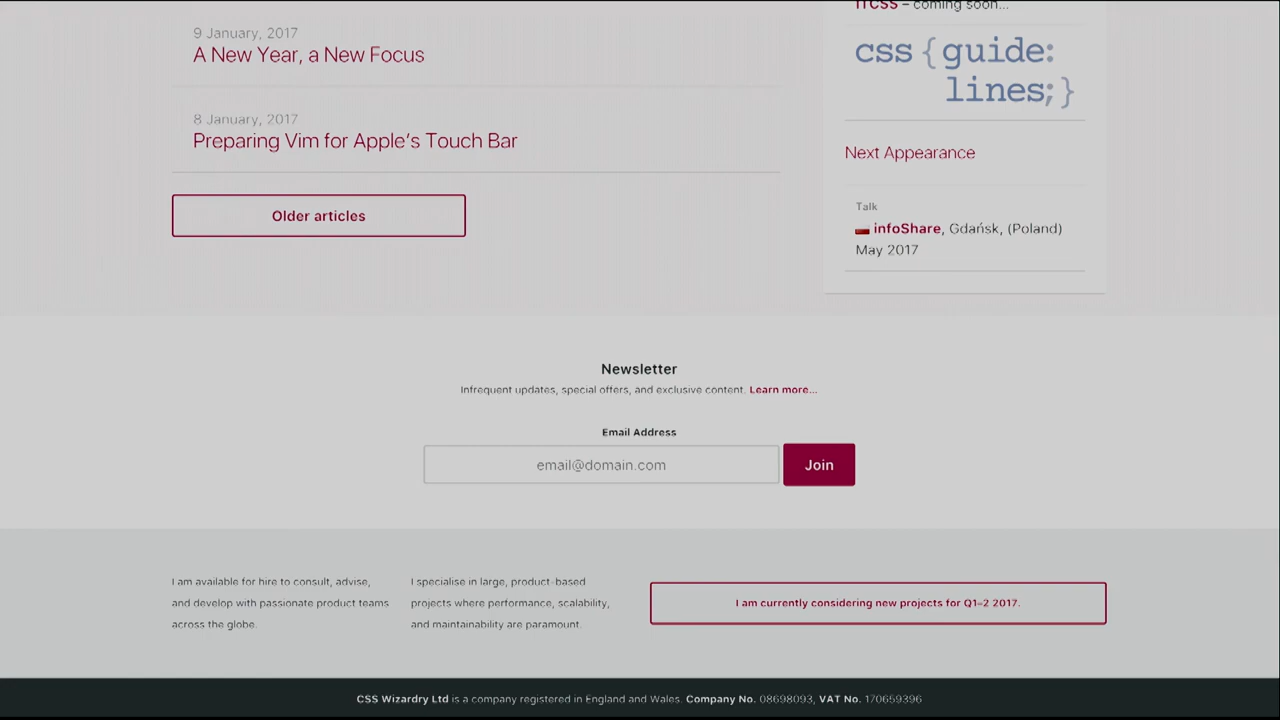 9 January, 2017
A New Year, a New Focus
8 January, 2017
Preparing Vim for Apple’s Touch Bar
Older articles
ITCSS – coming soon…
css {guide:
lines;}
Next Appearance
Talk
infoShare, Gdańsk, (Poland)
May 2017
Newsletter
Infrequent updates, special offers, and exclusive content. Learn more…
Email Address
email@domain.com
Join
I am available for hire to consult, advise,
and develop with passionate product teams
across the globe.
I specialise in large, product-based
projects where performance, scalability,
and maintainability are paramount.
I am currently considering new projects for Q1–2 2017.
CSS Wizardry Ltd is a company registered in England and Wales. Company No. 08698093, VAT No. 170659396